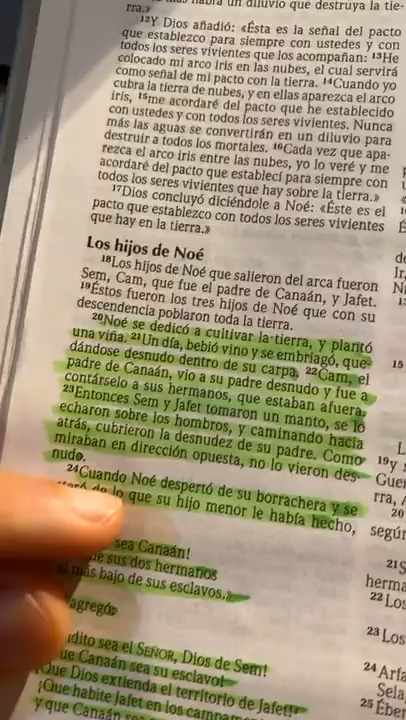 rra.»
12Y Dios añadió: «Ésta es la señal del pacto
que establezco para siempre con ustedes y con
todos los seres vivientes que los acompañan: 13He
colocado mi arco iris en las nubes, el cual servirá
como señal de mi pacto con la tierra. 14Cuando yo
cubra la tierra de nubes, y en ellas aparezca el arco
iris, 15me acordaré del pacto que he establecido
con ustedes y con todos los seres vivientes. Nunca
más las aguas se convertirán en un diluvio para
destruir a todos los mortales. 16Cada vez que apa-
rezca el arco iris entre las nubes, yo lo veré y me
acordaré del pacto que establecí para siempre con
todos los seres vivientes que hay sobre la tierra.»
17Dios concluyó diciéndole a Noé: «Éste es el
pacto que establezco con todos los seres vivientes
que hay en la tierra.»
Los hijos de Noé
18Los hijos de Noé que salieron del arca fueron
Sem, Cam, que fue el padre de Canaán, y Jafet.
19Éstos fueron los tres hijos de Noé que con su
descendencia poblaron toda la tierra.
20Noé se dedicó a cultivar la tierra, y plantó
una viña. 21Un día, bebió vino y se embriagó, que-
dándose desnudo dentro de su carpa. 22Cam, el
padre de Canaán, vio a su padre desnudo y fue a
contárselo a sus hermanos, que estaban afuera.
23Entonces Sem y Jafet tomaron un manto, se lo
echaron sobre los hombros, y caminando hacia
atrás, cubrieron la desnudez de su padre. Como
miraban en dirección opuesta, no lo vieron des-
nudo.
24Cuando Noé despertó de su borrachera y se
de lo que su hijo menor le había hecho,
sea Canaán!
de sus dos hermanos
más bajo de sus esclavos.»
agregó:
sea el SEÑOR, Dios de Sem!
Canaán sea su esclavo!
¡Que Dios extienda el territorio de Jafet!
¡Que habite Jafet en los
y que Canaán
15
19y s
Guer
rra,
20
según
21S
herma
22Los
23Los
24Arfa
Sela,
25Éber